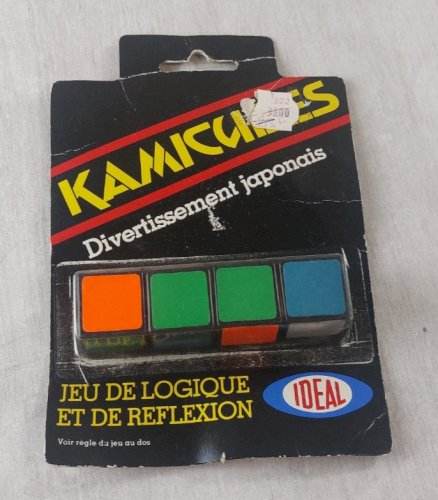 KAMICUBES
Divertissement japonais
JEU DE LOGIQUE
ET DE REFLEXION
IDEAL
Voir règle du jeu au dos